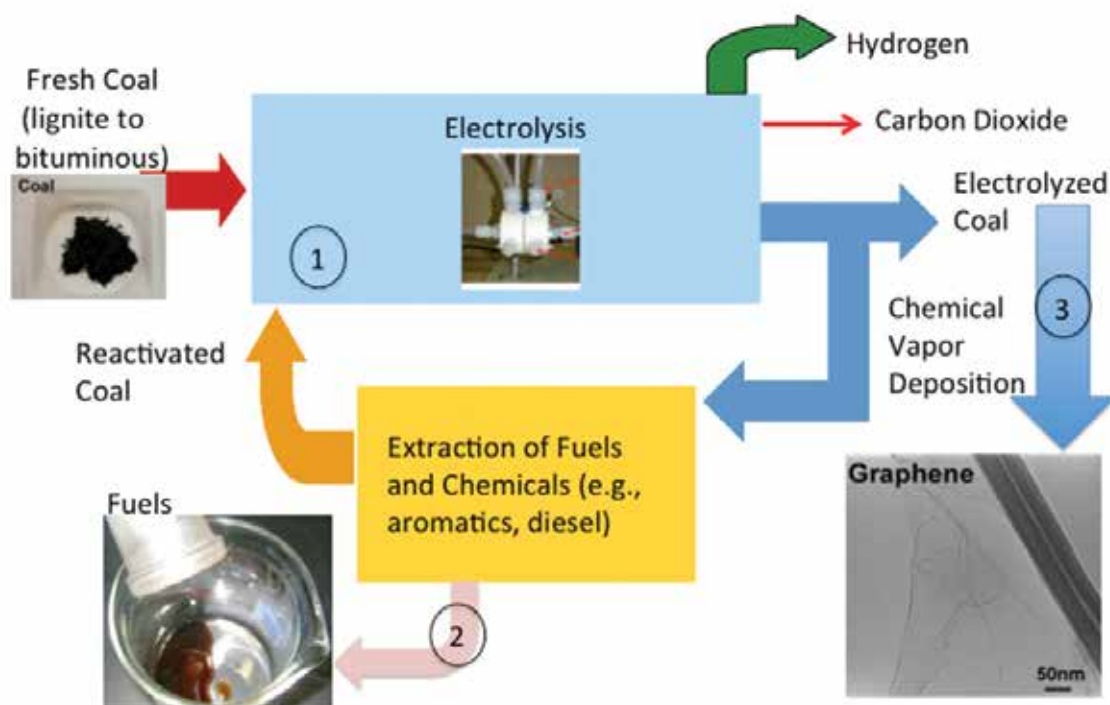 Hydrogen
Fresh Coal
(lignite to
bituminous)
Coal
Electrolysis
Carbon Dioxide
1
Electrolyzed
Coal
3
Chemical
Vapor
Deposition
Reactivated
Coal
Extraction of Fuels
and Chemicals (e.g.,
aromatics, diesel)
Graphene
Fuels
2
50nm